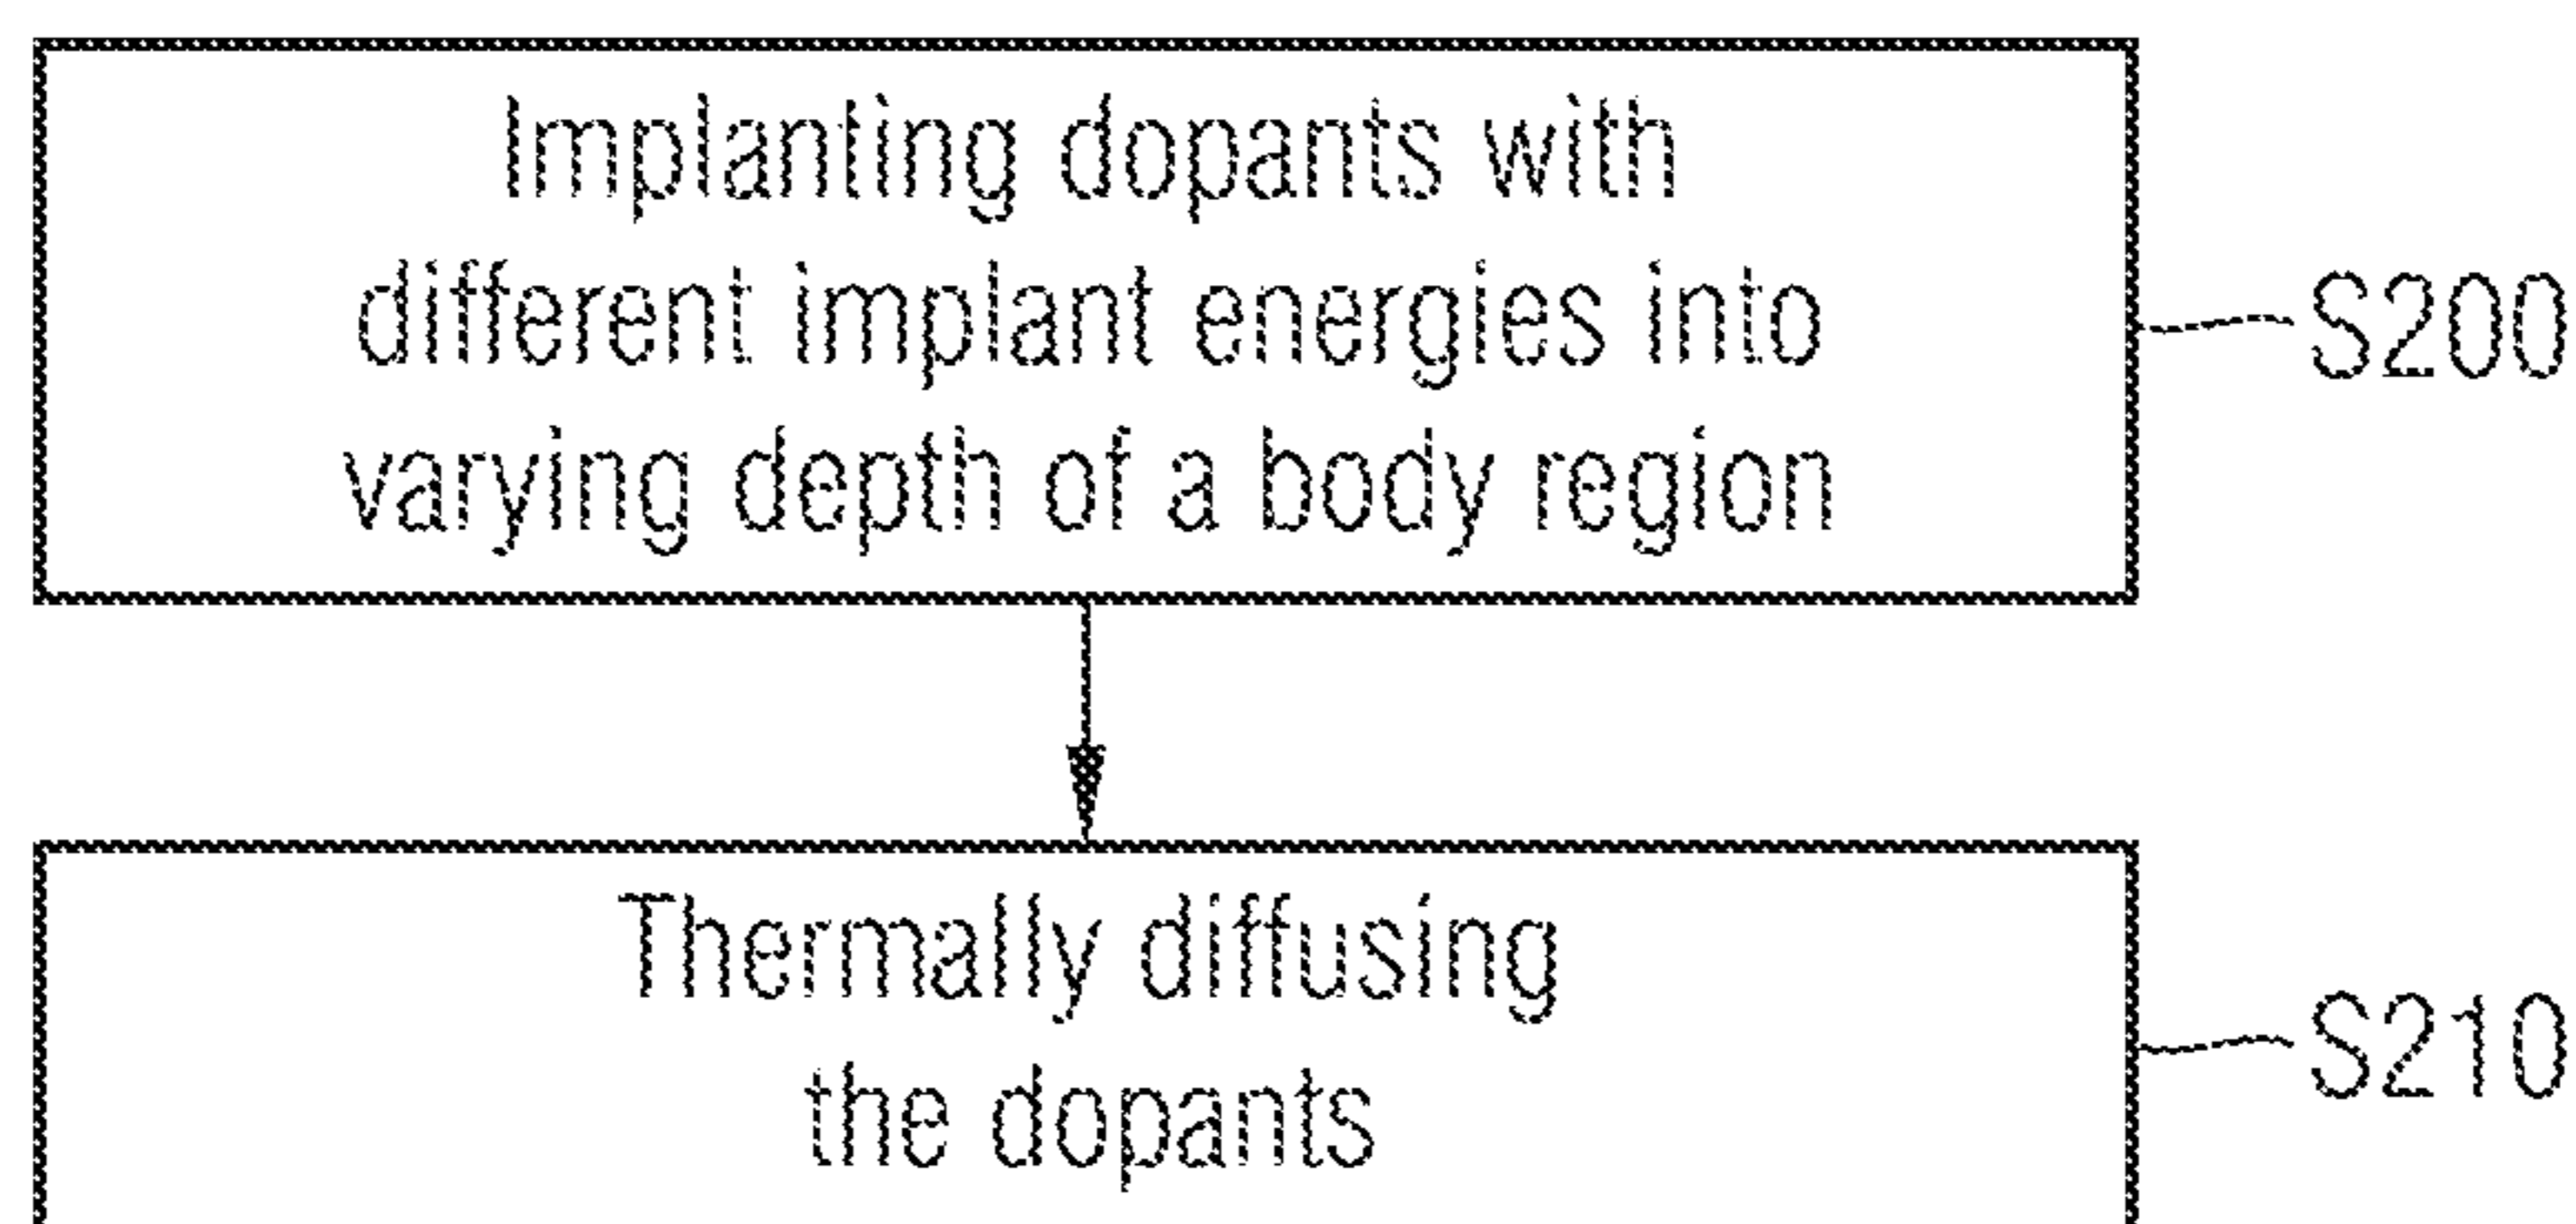 Implanting dopants with
different implant energies into
varying depth of a body region
S200
Thermally diffusing
the dopants
S210